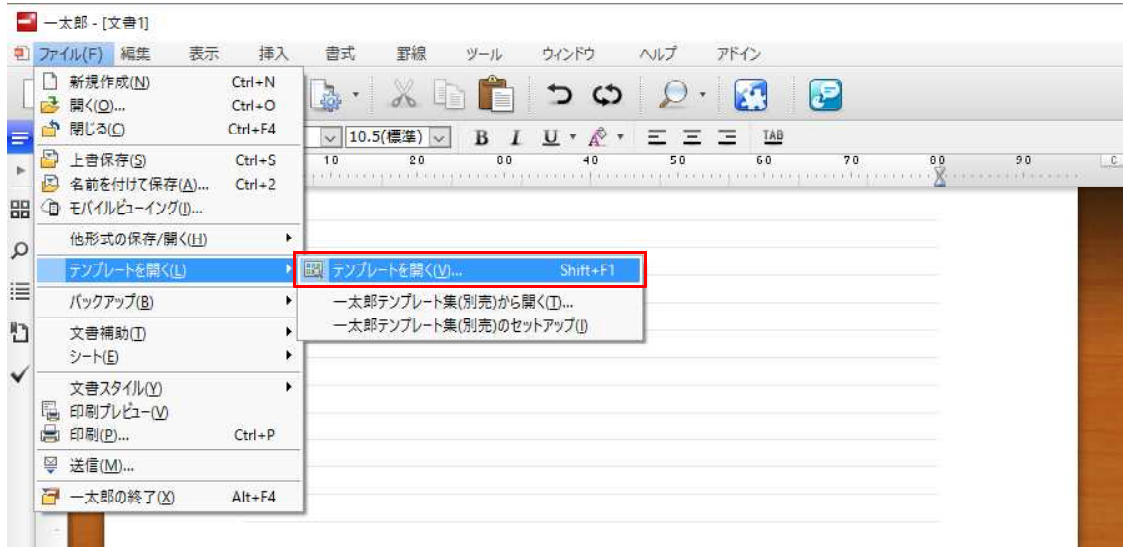 一太郎 - [文書1]
ファイル(F) 編集 表示 挿入 書式 罫線 ツール ウィンドウ ヘルプ アドイン
新規作成(N) Ctrl+N
開く(O)... Ctrl+O
閉じる(C) Ctrl+F4
10.5(標準) B I U TAB
上書保存(S) Ctrl+S
名前を付けて保存(A)... Ctrl+2
モバイルビューイング(I)...
他形式の保存/開く(H)
テンプレートを開く(L)
テンプレートを開く(V)... Shift+F1
バックアップ(B)
一太郎テンプレート集(別売)から開く(T)...
一太郎テンプレート集(別売)のセットアップ(I)
文書補助(T)
シート(E)
文書スタイル(Y)
印刷プレビュー(V)
印刷(P)... Ctrl+P
送信(M)...
一太郎の終了(X) Alt+F4